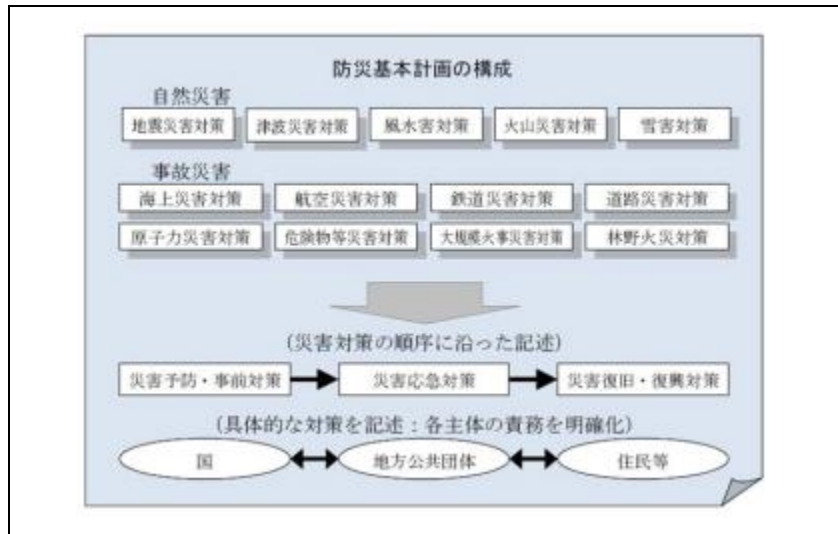 防災基本計画の構成
自然災害
地震災害対策 津波災害対策 風水害対策 火山災害対策 雪害対策
事故災害
海上災害対策 航空災害対策 鉄道災害対策 道路災害対策
原子力災害対策 危険物等災害対策 大規模火事災害対策 林野火災対策
(災害対策の順序に沿った記述)
災害予防・事前対策 災害応急対策 災害復旧・復興対策
(具体的な対策を記述：各主体の責務を明確化)
国 地方公共団体 住民等